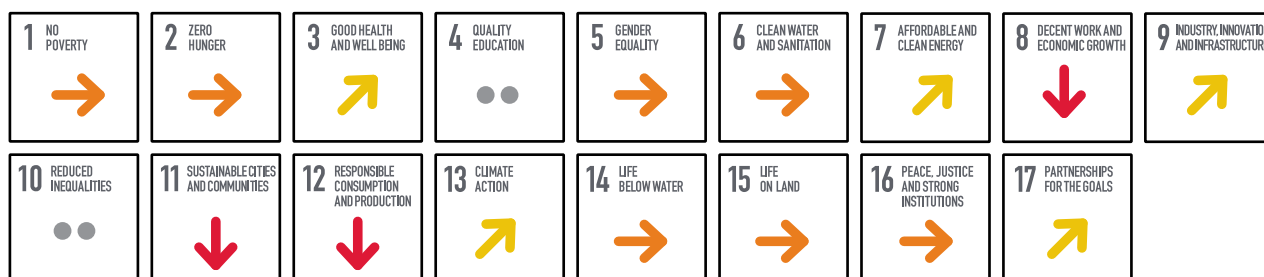 1 NO
POVERTY
2 ZERO
HUNGER
3 GOOD HEALTH
AND WELL BEING
4 QUALITY
EDUCATION
5 GENDER
EQUALITY
6 CLEAN WATER
AND SANITATION
7 AFFORDABLE AND
CLEAN ENERGY
8 DECENT WORK AND
ECONOMIC GROWTH
9 INDUSTRY, INNOVATIO
AND INFRASTRUCTUR
10 REDUCED
INEQUALITIES
11 SUSTAINABLE CITIES
AND COMMUNITIES
12 RESPONSIBLE
CONSUMPTION
AND PRODUCTION
13 CLIMATE
ACTION
14 LIFE
BELOW WATER
15 LIFE
ON LAND
16 PEACE, JUSTICE
AND STRONG
INSTITUTIONS
17 PARTNERSHIPS
FOR THE GOALS